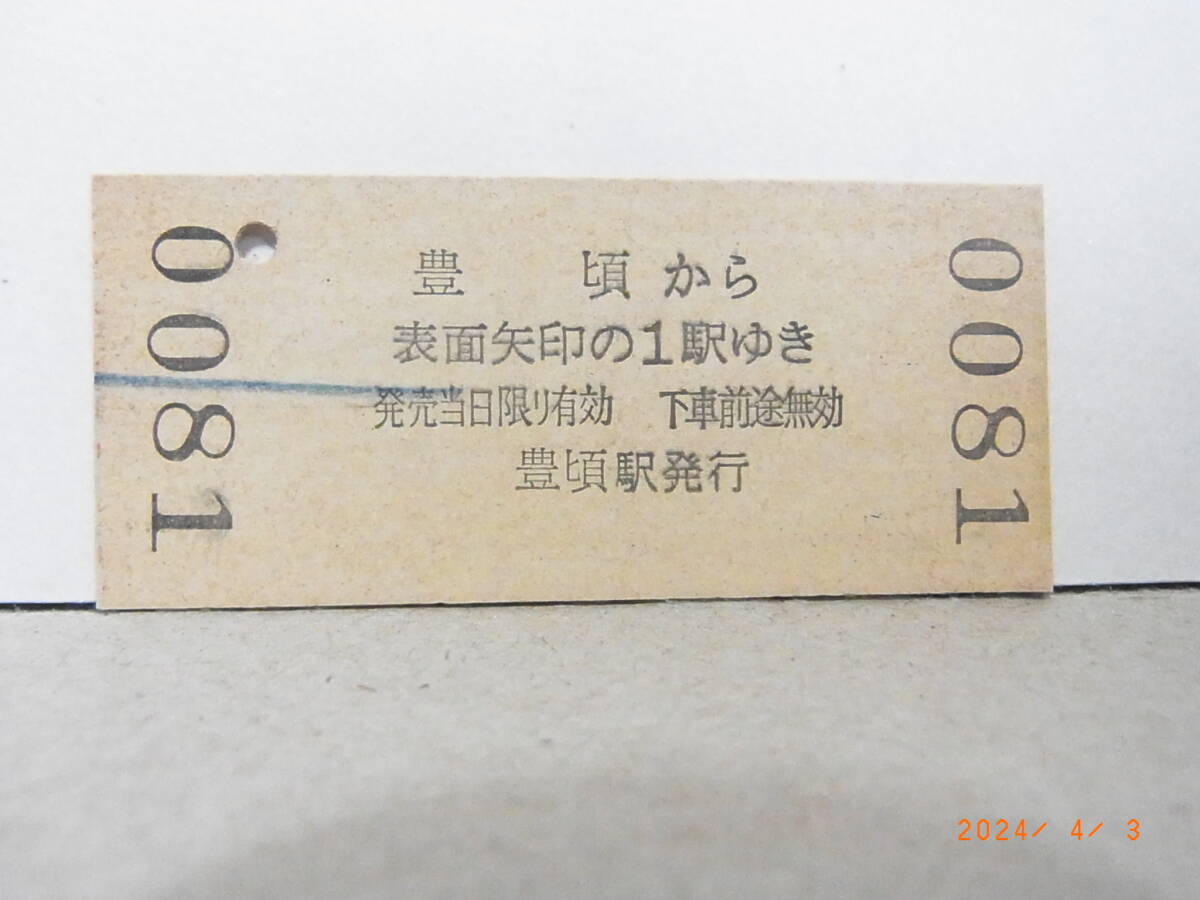 0081
豊　頃から
表面矢印の1駅ゆき
発売当日限り有効　下車前途無効
豊頃駅発行
0081
2024/ 4/ 3